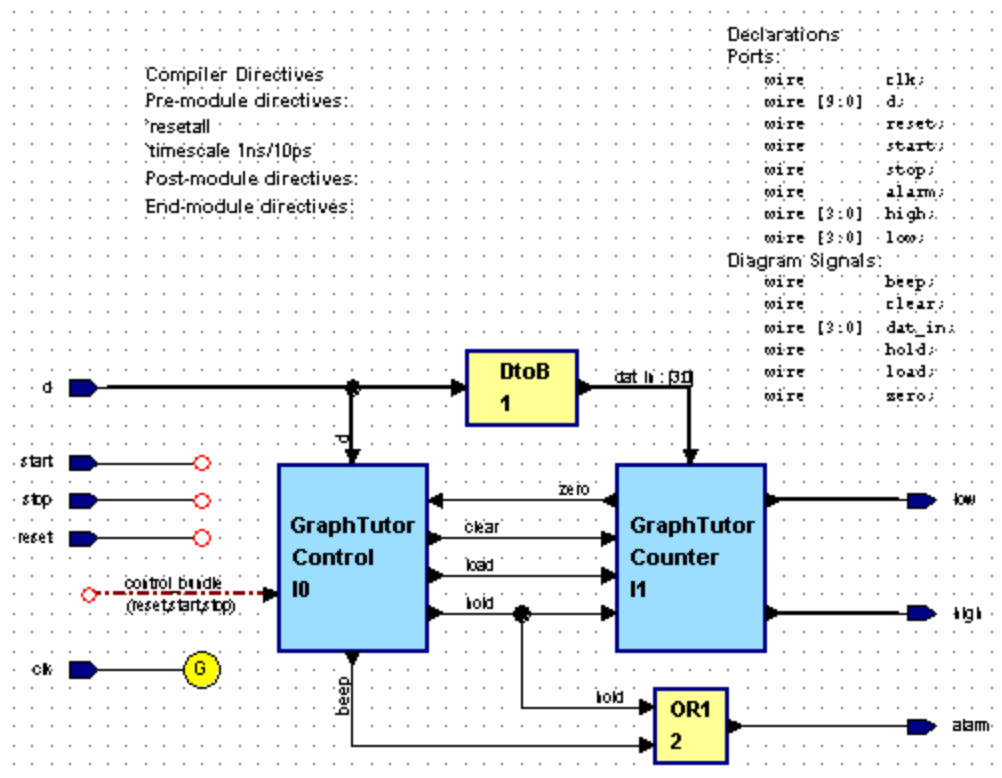 Declarations
Ports:
wire clk;
wire [9:0] d;
wire reset;
wire start;
wire stop;
wire alarm;
wire [3:0] high;
wire [3:0] low;
Diagram Signals:
wire beep;
wire clear;
wire [3:0] dat_in;
wire hold;
wire load;
wire zero;
Compiler Directives
Pre-module directives:
`resetall
`timescale 1ns/10ps
Post-module directives:
End-module directives:
d
DtoB
1
dat_in : [3:0]
d
start
stop
reset
control_bundle
(reset,start,stop)
clk
G
GraphTutor
Control
I0
zero
clear
load
hold
GraphTutor
Counter
I1
low
high
beep
hold
OR1
2
alarm